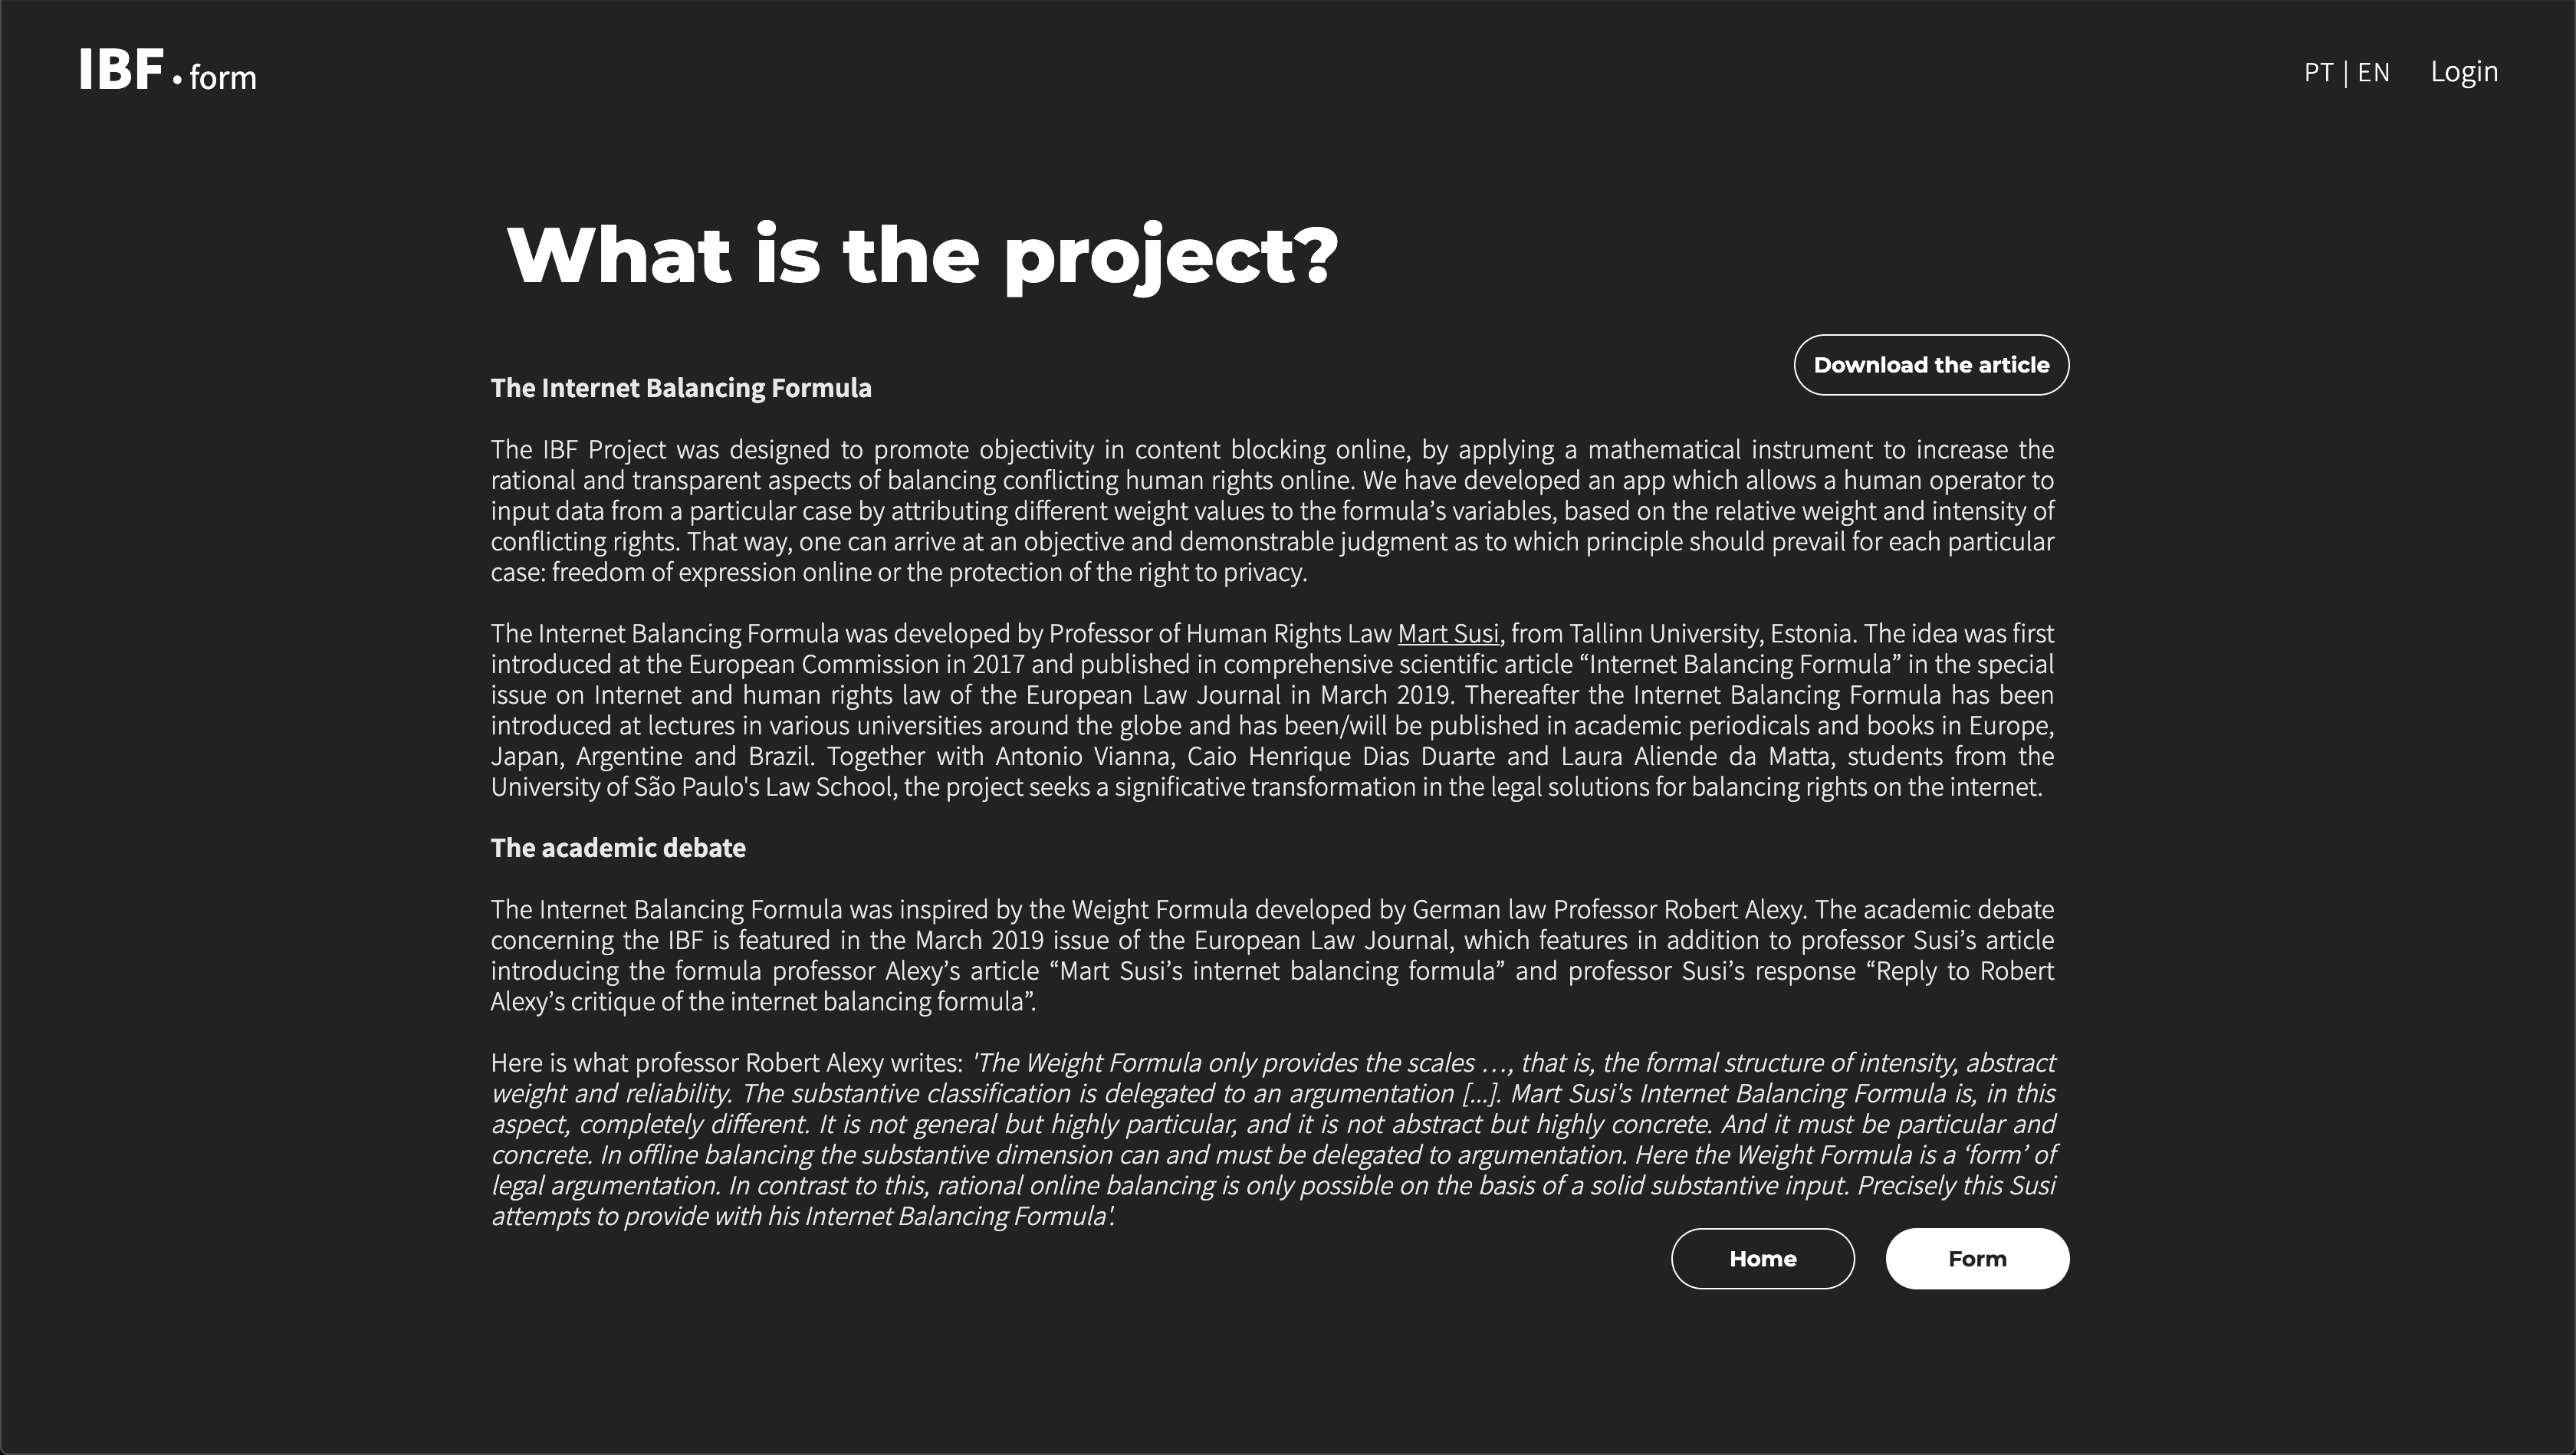 IBF • form
PT | EN
Login
What is the project?
Download the article
The Internet Balancing Formula
The IBF Project was designed to promote objectivity in content blocking online, by applying a mathematical instrument to increase the
rational and transparent aspects of balancing conflicting human rights online. We have developed an app which allows a human operator to
input data from a particular case by attributing different weight values to the formula’s variables, based on the relative weight and intensity of
conflicting rights. That way, one can arrive at an objective and demonstrable judgment as to which principle should prevail for each particular
case: freedom of expression online or the protection of the right to privacy.
The Internet Balancing Formula was developed by Professor of Human Rights Law Mart Susi, from Tallinn University, Estonia. The idea was first
introduced at the European Commission in 2017 and published in comprehensive scientific article “Internet Balancing Formula” in the special
issue on Internet and human rights law of the European Law Journal in March 2019. Thereafter the Internet Balancing Formula has been
introduced at lectures in various universities around the globe and has been/will be published in academic periodicals and books in Europe,
Japan, Argentine and Brazil. Together with Antonio Vianna, Caio Henrique Dias Duarte and Laura Aliende da Matta, students from the
University of São Paulo's Law School, the project seeks a significative transformation in the legal solutions for balancing rights on the internet.
The academic debate
The Internet Balancing Formula was inspired by the Weight Formula developed by German law Professor Robert Alexy. The academic debate
concerning the IBF is featured in the March 2019 issue of the European Law Journal, which features in addition to professor Susi’s article
introducing the formula professor Alexy’s article “Mart Susi’s internet balancing formula” and professor Susi’s response “Reply to Robert
Alexy’s critique of the internet balancing formula”.
Here is what professor Robert Alexy writes: 'The Weight Formula only provides the scales …, that is, the formal structure of intensity, abstract
weight and reliability. The substantive classification is delegated to an argumentation [...]. Mart Susi's Internet Balancing Formula is, in this
aspect, completely different. It is not general but highly particular, and it is not abstract but highly concrete. And it must be particular and
concrete. In offline balancing the substantive dimension can and must be delegated to argumentation. Here the Weight Formula is a ‘form’ of
legal argumentation. In contrast to this, rational online balancing is only possible on the basis of a solid substantive input. Precisely this Susi
attempts to provide with his Internet Balancing Formula'.
Home
Form